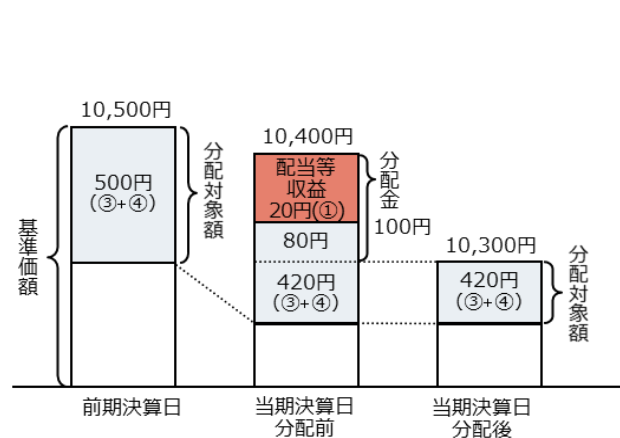 10,500円
500円
(③+④)
分配対象額
基準価額
前期決算日
10,400円
配当等
収益
20円(①)
80円
420円
(③+④)
分配金
100円
当期決算日
分配前
10,300円
420円
(③+④)
分配対象額
当期決算日
分配後